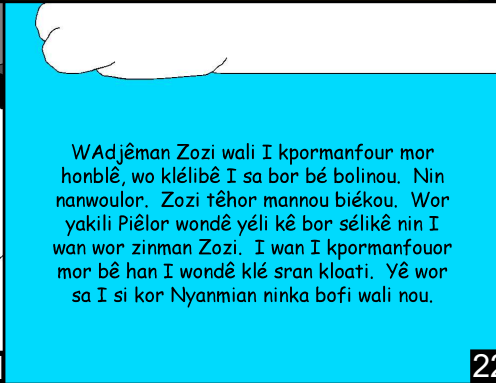 WAdjêman Zozi wali I kpormanfour mor
honblê, wo klélibê I sa bor bé bolinou.  Nin
nanwoulor.  Zozi têhor mannou biékou.  Wor
yakili Piêlor wondê yéli kê bor sélikê nin I
wan wor zinman Zozi.  I wan I kpormanfouor
mor bê han I wondê klé sran kloati.  Yê wor
sa I si kor Nyanmian ninka bofi wali nou.